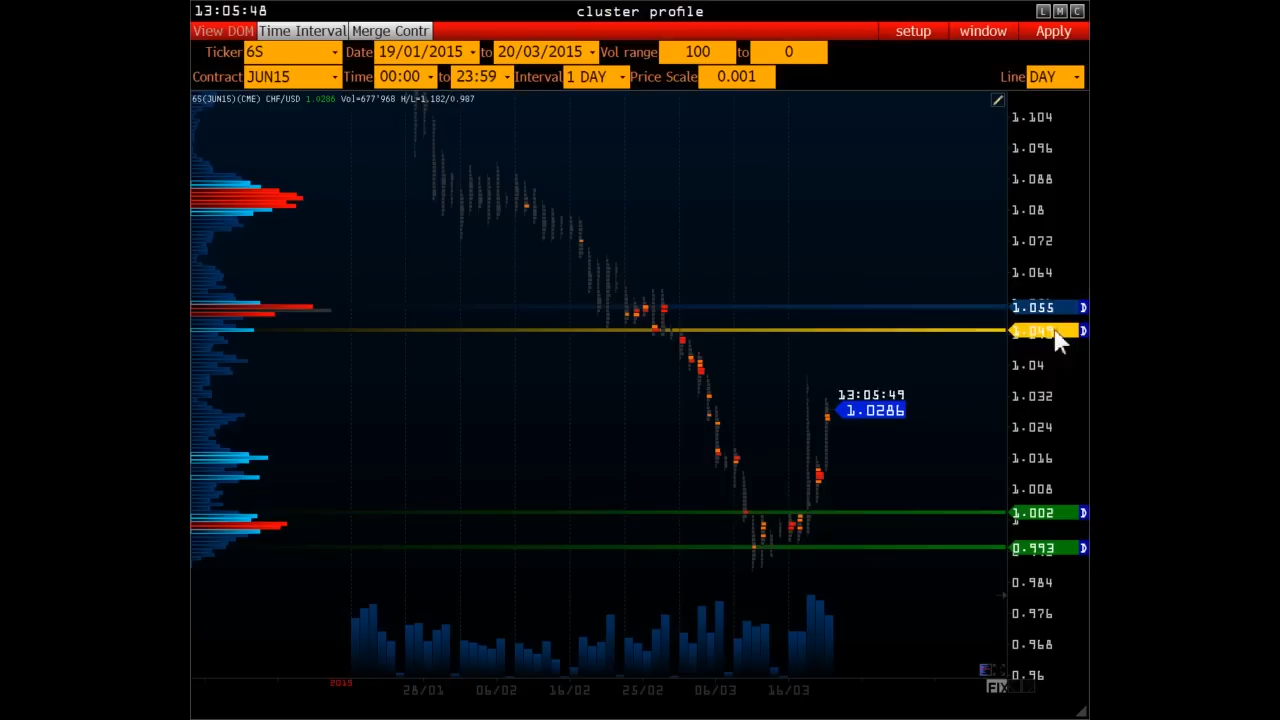 13:05:48 cluster profile L M C
View DOM Time Interval Merge Contr setup window Apply
Ticker 6S Date 19/01/2015 to 20/03/2015 Vol range 100 to 0
Contract JUN15 Time 00:00 to 23:59 Interval 1 DAY Price Scale 0.001 Line DAY
6S(JUN15)(CME) CHF/USD 1.0286 Vol=677'968 H/L=1.182/0.987
1.104
1.096
1.088
1.08
1.072
1.064
1.055 D
D
1.04
13:05:49 1.032
1.0286
1.024
1.016
1.008
1.002 D
0.993 D
0.984
0.976
0.968
0.96
2015 28/01 06/02 16/02 25/02 06/03 16/03 FIX